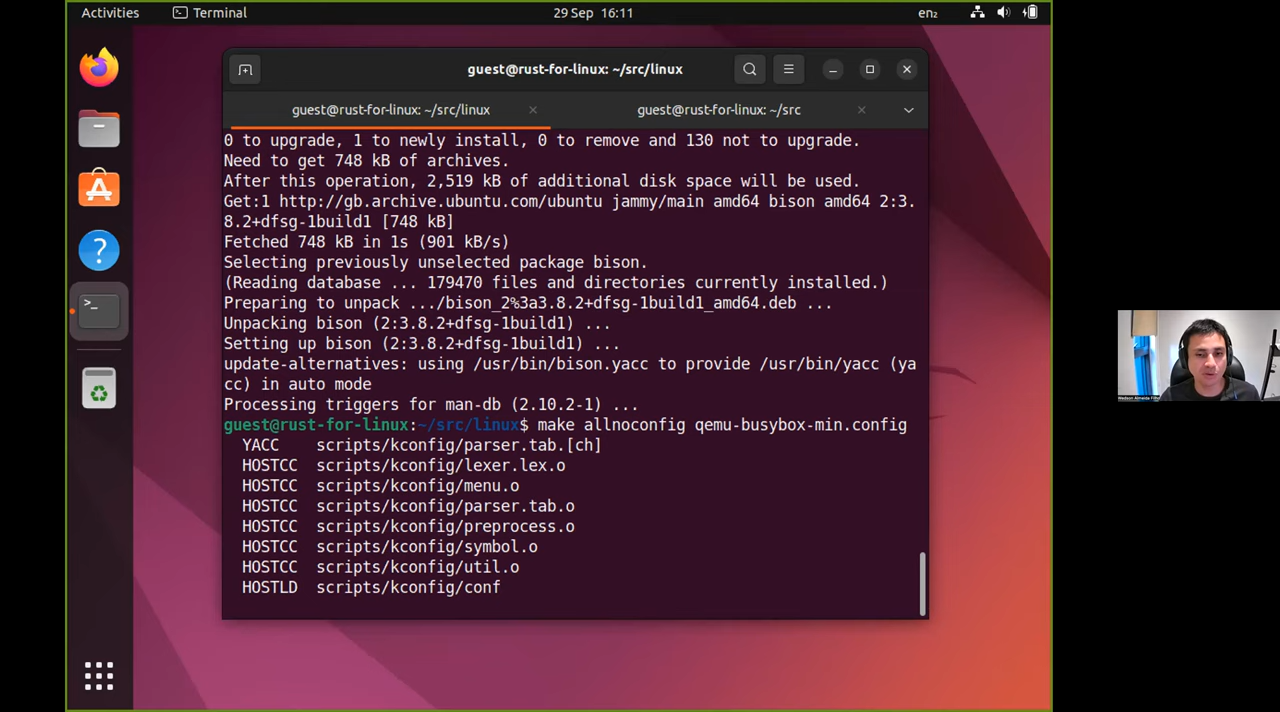 Activities Terminal 29 Sep 16:11 en₂
guest@rust-for-linux: ~/src/linux
guest@rust-for-linux: ~/src/linux guest@rust-for-linux: ~/src
0 to upgrade, 1 to newly install, 0 to remove and 130 not to upgrade.
Need to get 748 kB of archives.
After this operation, 2,519 kB of additional disk space will be used.
Get:1 http://gb.archive.ubuntu.com/ubuntu jammy/main amd64 bison amd64 2:3.
8.2+dfsg-1build1 [748 kB]
Fetched 748 kB in 1s (901 kB/s)
Selecting previously unselected package bison.
(Reading database ... 179470 files and directories currently installed.)
Preparing to unpack .../bison_2%3a3.8.2+dfsg-1build1_amd64.deb ...
Unpacking bison (2:3.8.2+dfsg-1build1) ...
Setting up bison (2:3.8.2+dfsg-1build1) ...
update-alternatives: using /usr/bin/bison.yacc to provide /usr/bin/yacc (ya
cc) in auto mode
Processing triggers for man-db (2.10.2-1) ...
guest@rust-for-linux:~/src/linux$ make allnoconfig qemu-busybox-min.config
YACC scripts/kconfig/parser.tab.[ch]
HOSTCC scripts/kconfig/lexer.lex.o
HOSTCC scripts/kconfig/menu.o
HOSTCC scripts/kconfig/parser.tab.o
HOSTCC scripts/kconfig/preprocess.o
HOSTCC scripts/kconfig/symbol.o
HOSTCC scripts/kconfig/util.o
HOSTLD scripts/kconfig/conf
Wedson Almeida Filho